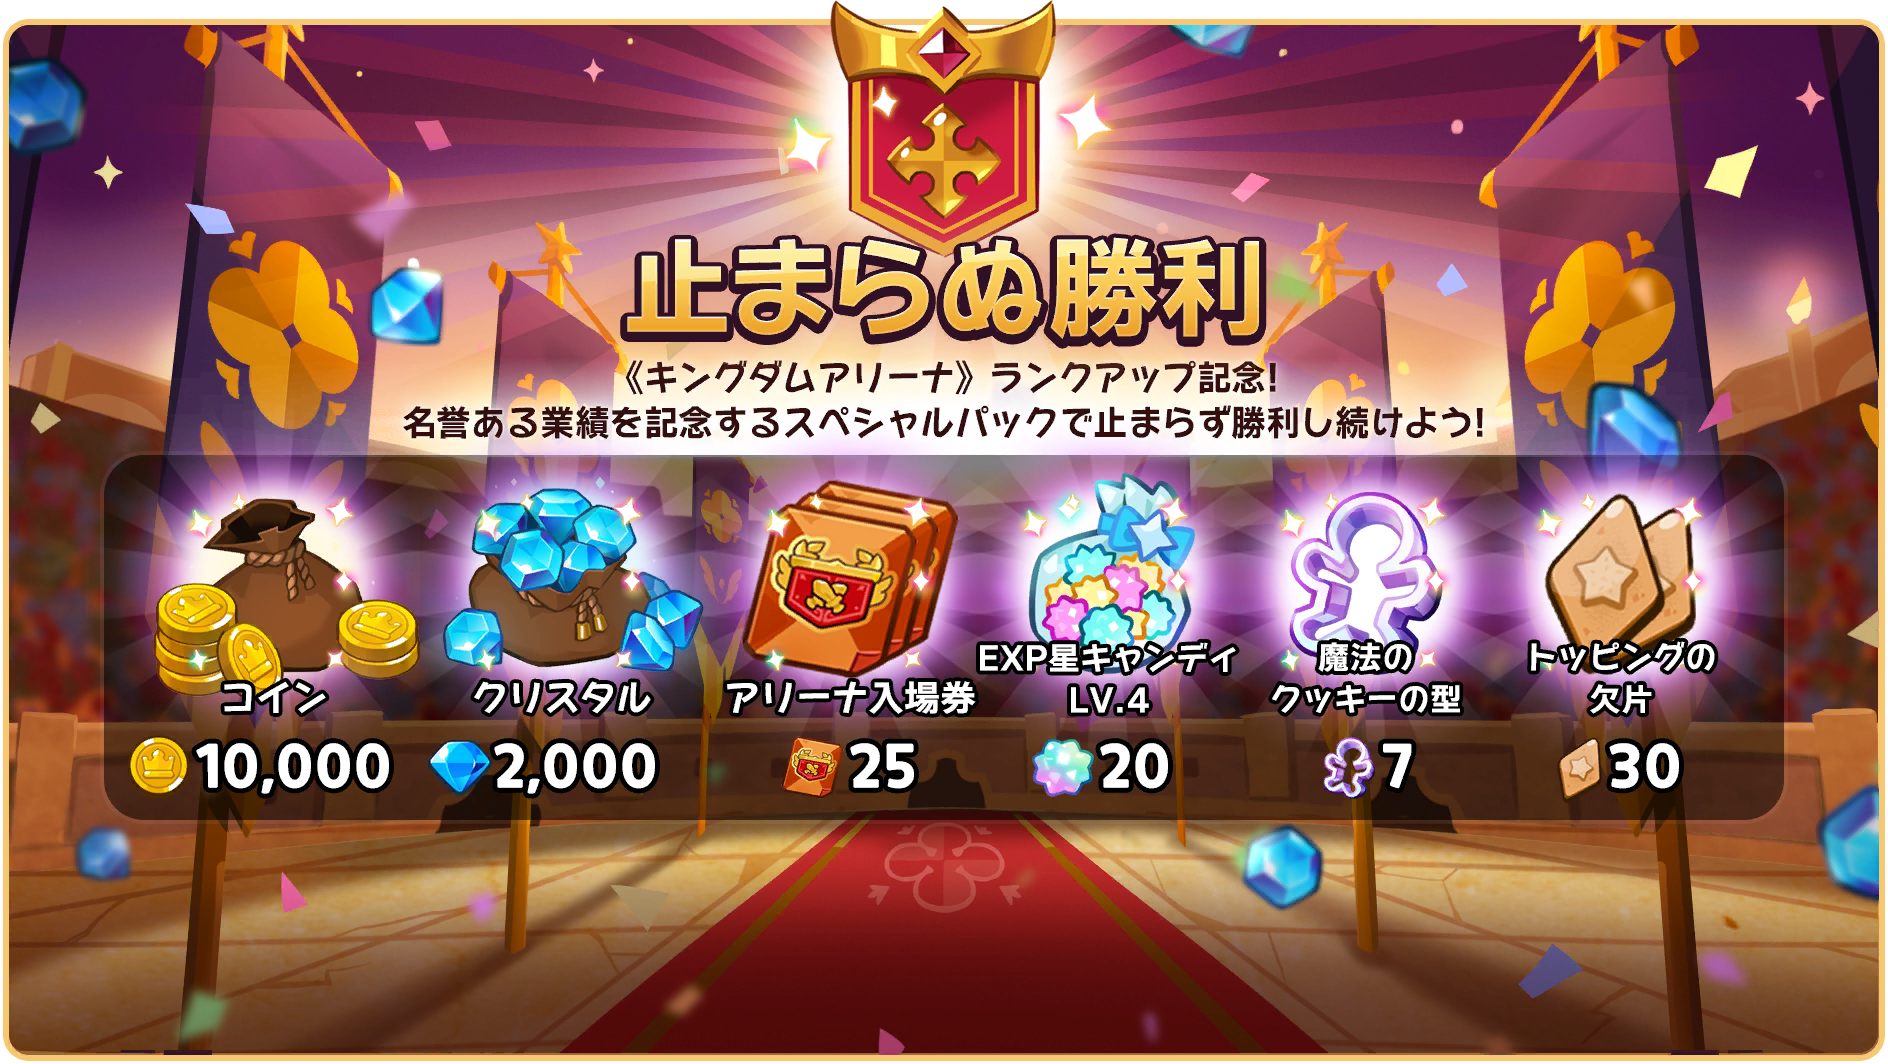 止まらぬ勝利
《キングダムアリーナ》ランクアップ記念!
名誉ある業績を記念するスペシャルパックで止まらず勝利し続けよう!
コイン
10,000
クリスタル
2,000
アリーナ入場券
25
EXP星キャンディ
LV.4
20
魔法の
クッキーの型
7
トッピングの
欠片
30